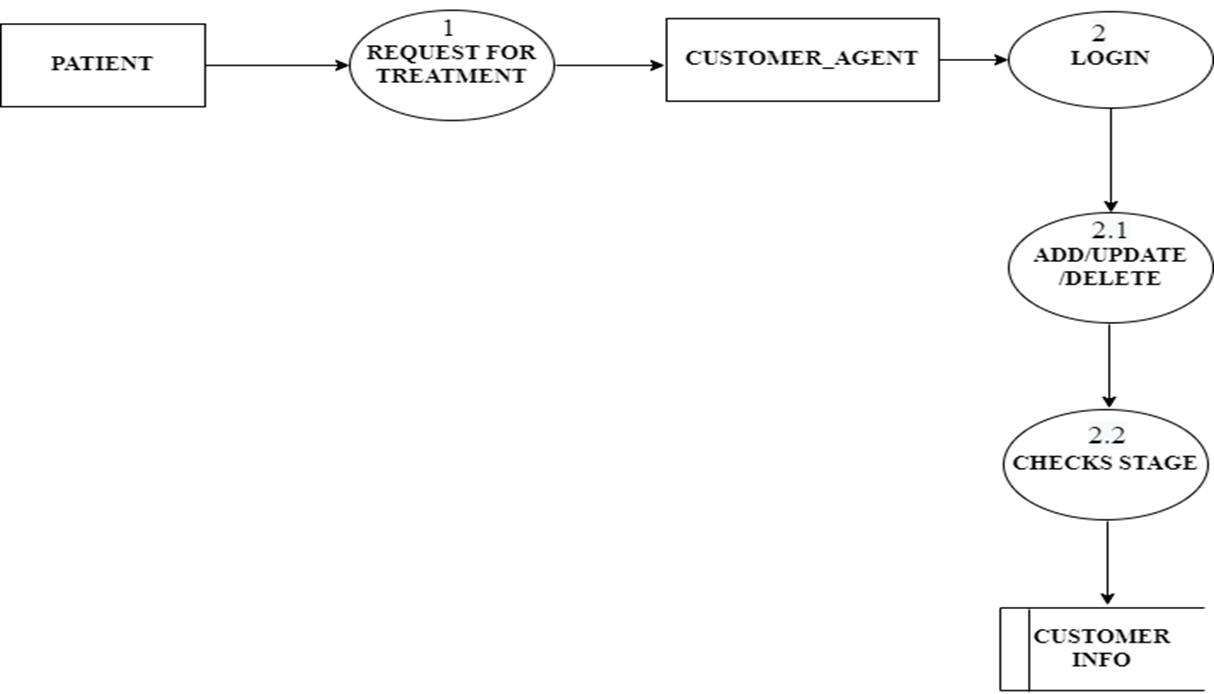 PATIENT
1
REQUEST FOR
TREATMENT
CUSTOMER_AGENT
2
LOGIN
2.1
ADD/UPDATE
/DELETE
2.2
CHECKS STAGE
CUSTOMER
INFO